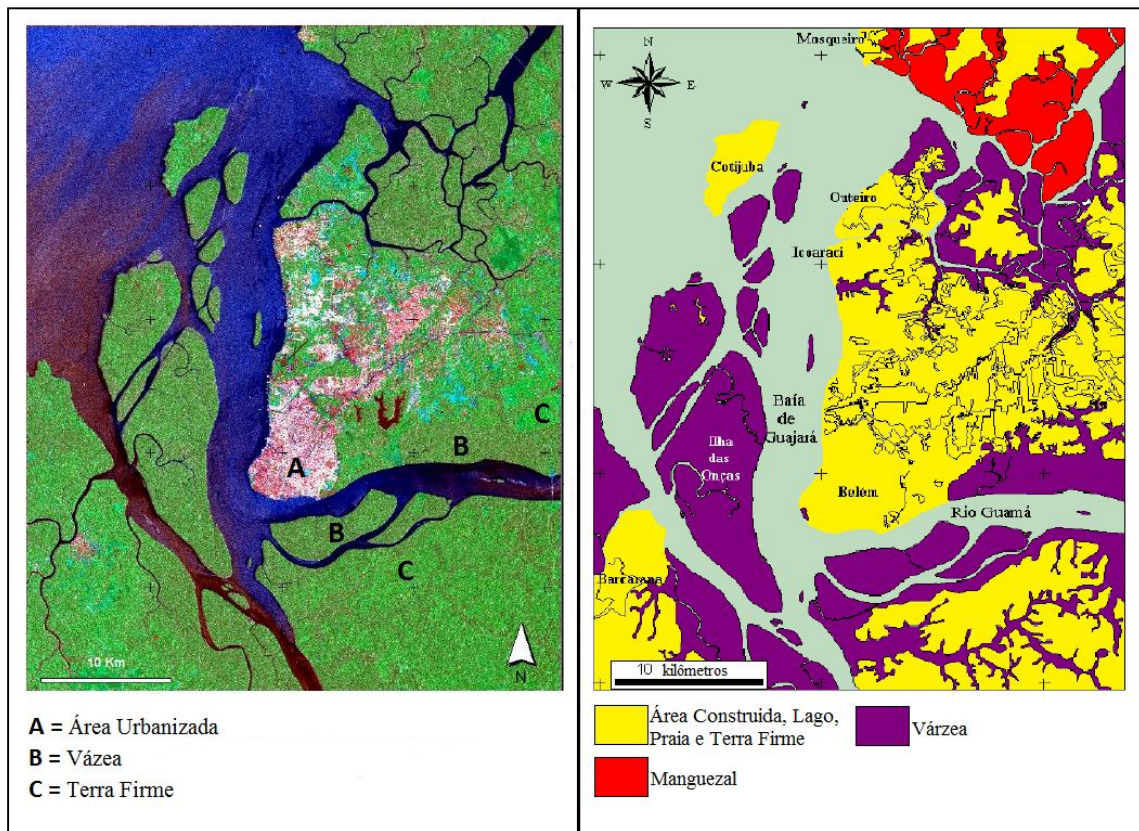 A
B
B
C
C
10 Km
N
A = Área Urbanizada
B = Vázea
C = Terra Firme
Mosqueiro
N
W E
S
Cotijuba
Outeiro
Icoaraci
Baía
de
Guajará
Ilha
das
Onças
Belém
Rio Guamá
Barcarena
10 kilômetros
Área Construida, Lago,
Praia e Terra Firme
Várzea
Manguezal